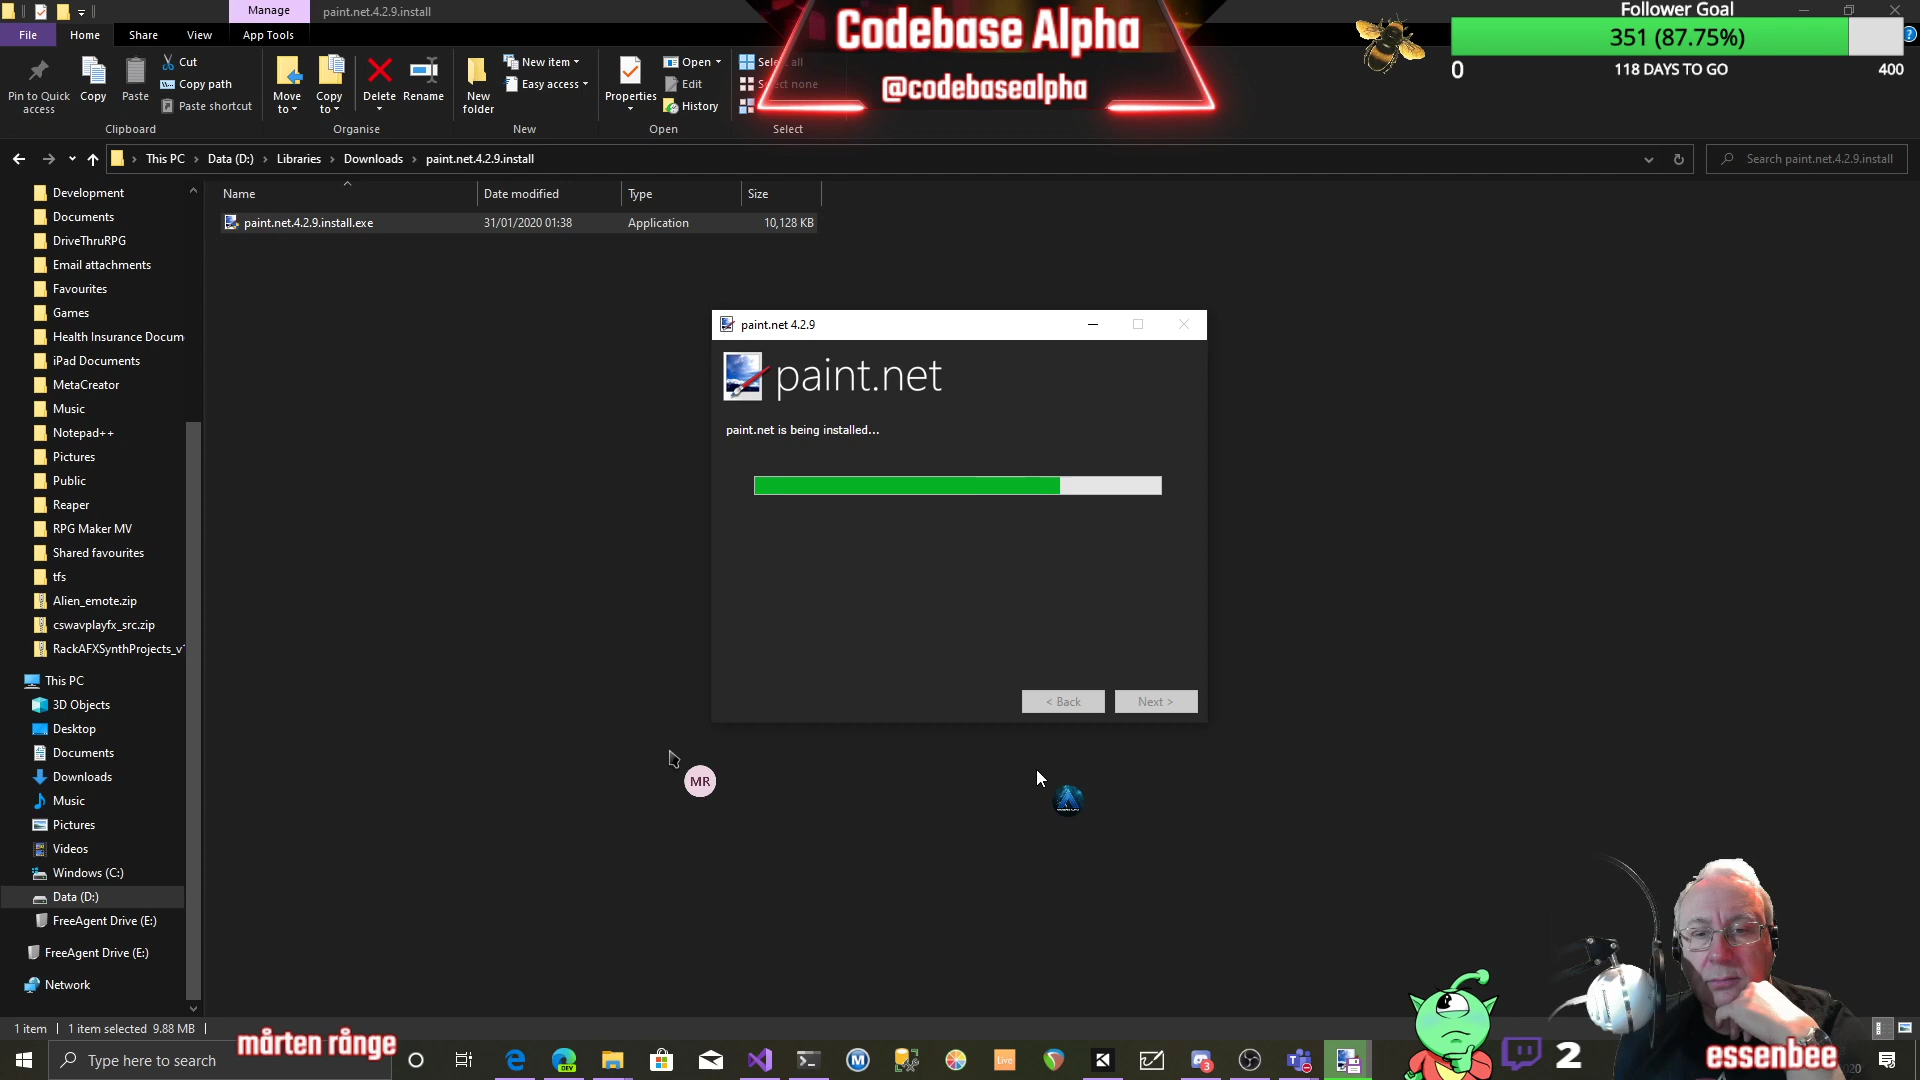 Manage
paint.net.4.2.9.install
File
Home
Share
View
App Tools
Pin to Quick access
Copy
Paste
Cut
Copy path
Paste shortcut
Clipboard
Move to
Copy to
Delete
Rename
Organise
New folder
New item
Easy access
New
Properties
Open
Edit
History
Open
Select
Codebase Alpha
@codebasealpha
Follower Goal
351 (87.75%)
0
118 DAYS TO GO
400
This PC
Data (D:)
Libraries
Downloads
paint.net.4.2.9.install
Search paint.net.4.2.9.install
Name
Date modified
Type
Size
paint.net.4.2.9.install.exe
31/01/2020 01:38
Application
10,128 KB
Development
Documents
DriveThruRPG
Email attachments
Favourites
Games
Health Insurance Docum
iPad Documents
MetaCreator
Music
Notepad++
Pictures
Public
Reaper
RPG Maker MV
Shared favourites
tfs
Alien_emote.zip
cswavplayfx_src.zip
RackAFXSynthProjects_v
This PC
3D Objects
Desktop
Documents
Downloads
Music
Pictures
Videos
Windows (C:)
Data (D:)
FreeAgent Drive (E:)
FreeAgent Drive (E:)
Network
paint.net 4.2.9
paint.net
paint.net is being installed...
< Back
Next >
MR
1 item
1 item selected 9.88 MB
mårten rånge
Type here to search
DEV
live
3
2
essenbee